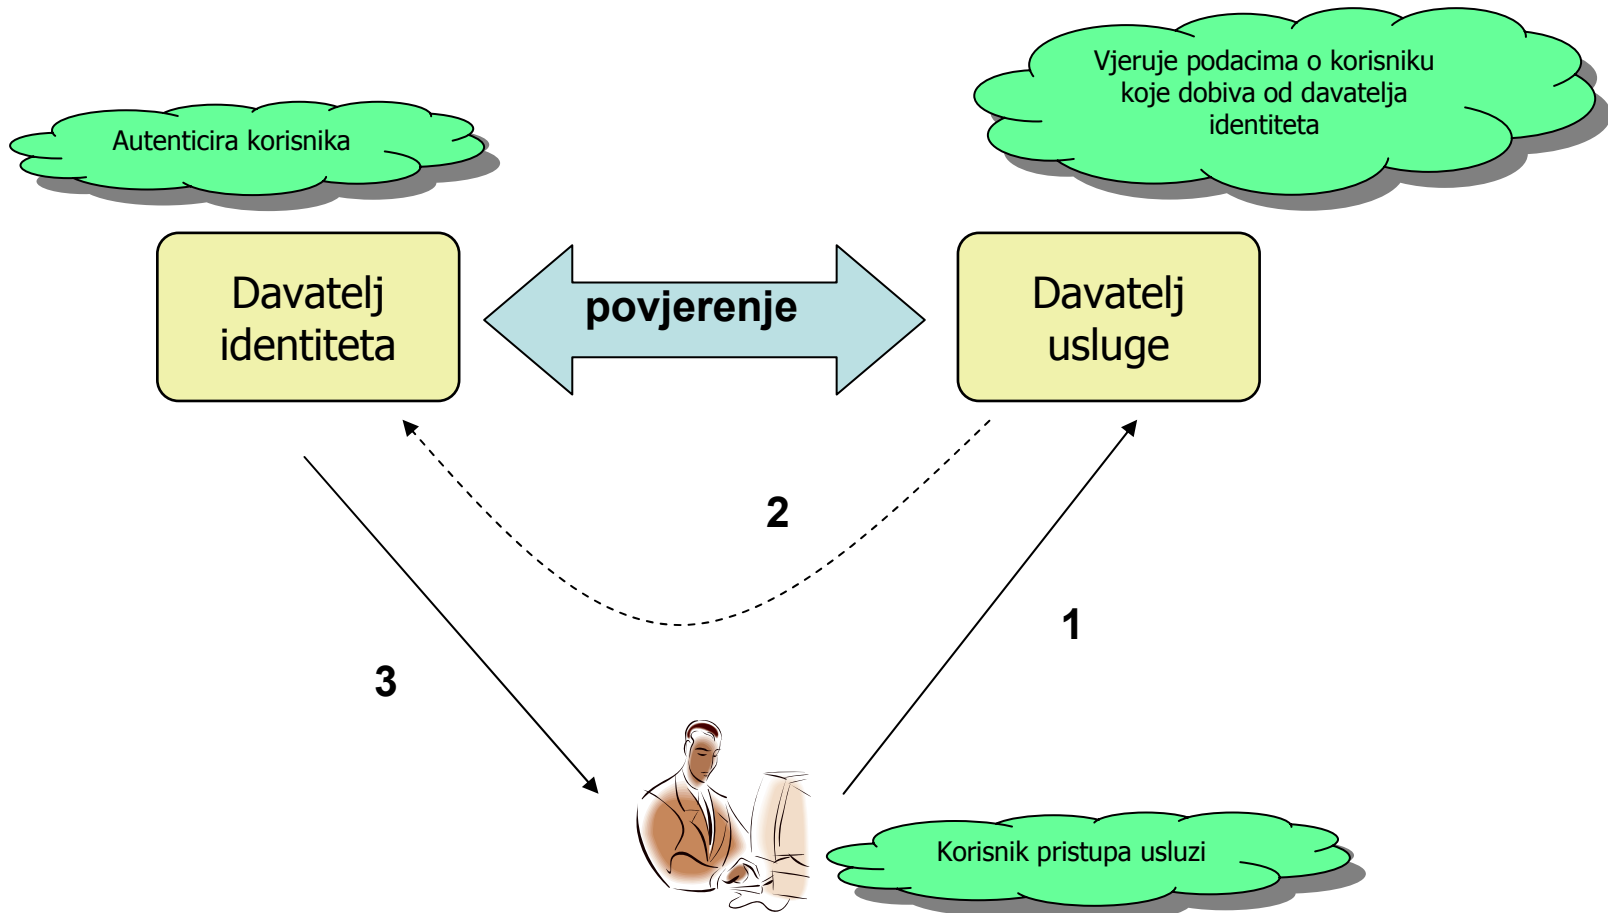 Vjeruje podacima o korisniku
koje dobiva od davatelja
identiteta
Autenticira korisnika
Davatelj
identiteta
povjerenje
Davatelj
usluge
2
1
3
Korisnik pristupa usluzi